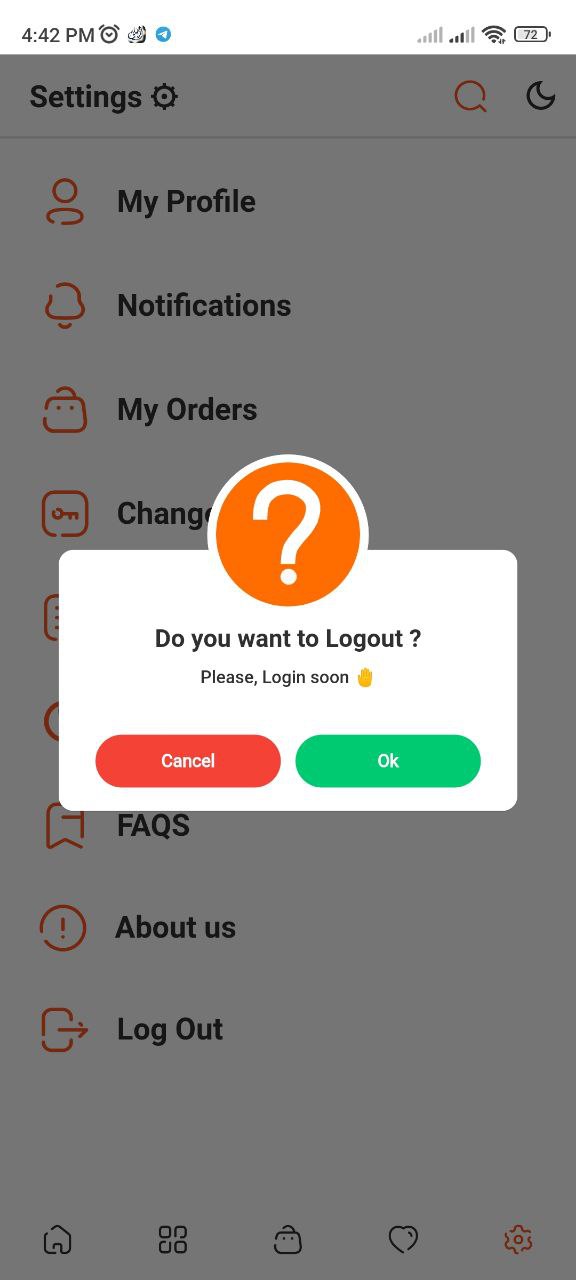 4:42 PM
72
Settings
My Profile
Notifications
My Orders
Do you want to Logout ?
Please, Login soon 🤚
Cancel
Ok
FAQS
About us
Log Out